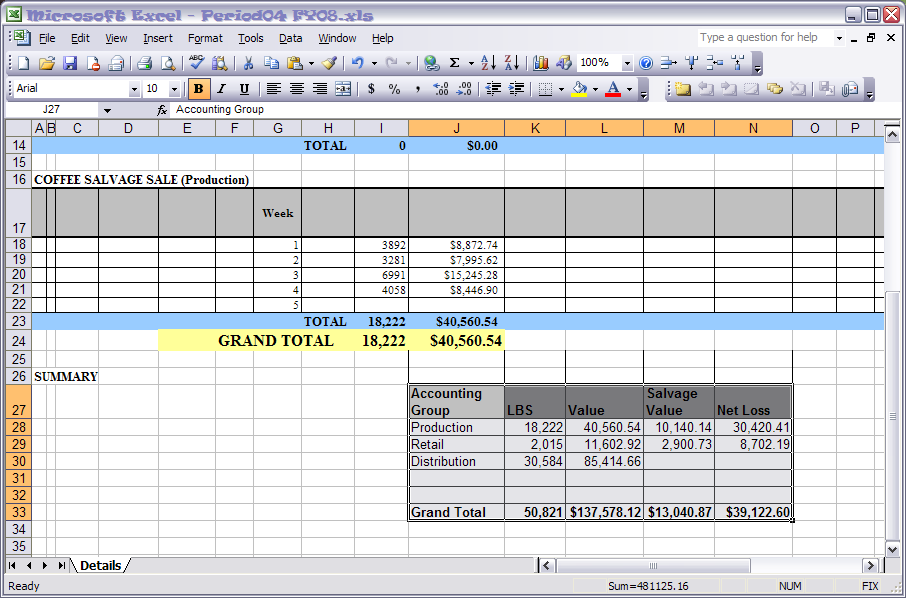 Microsoft Excel - Period04 FY08.xls
File Edit View Insert Format Tools Data Window Help Type a question for help
100%
Arial 10 B I U $ % ,
J27 fx Accounting Group
A B C D E F G H I J K L M N O P
14 TOTAL 0 $0.00
15
16 COFFEE SALVAGE SALE (Production)
17 Week
18 1 3892 $8,872.74
19 2 3281 $7,995.62
20 3 6991 $15,245.28
21 4 4058 $8,446.90
22 5
23 TOTAL 18,222 $40,560.54
24 GRAND TOTAL 18,222 $40,560.54
25
26 SUMMARY
27 Accounting Group LBS Value Salvage Value Net Loss
28 Production 18,222 40,560.54 10,140.14 30,420.41
29 Retail 2,015 11,602.92 2,900.73 8,702.19
30 Distribution 30,584 85,414.66
31
32
33 Grand Total 50,821 $137,578.12 $13,040.87 $39,122.60
34
35
Details
Ready Sum=481125.16 NUM FIX